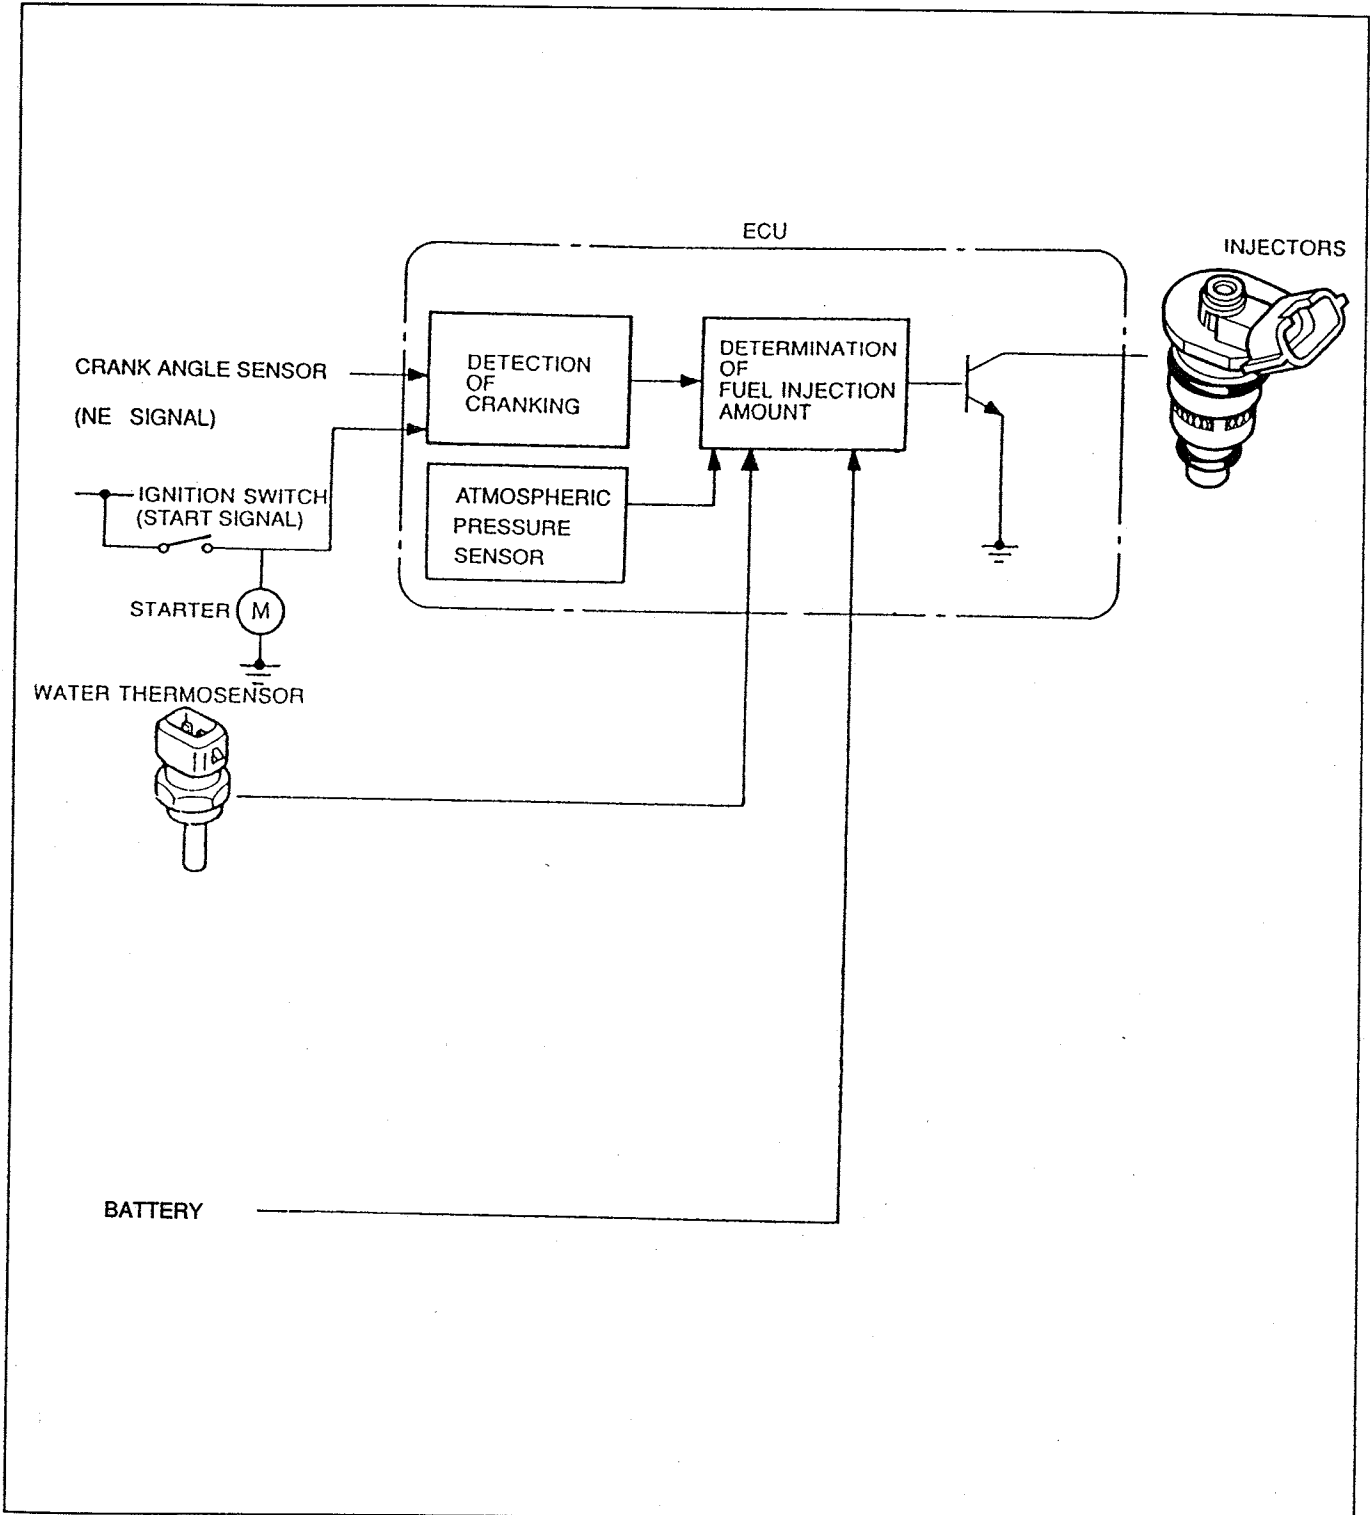 ECU
INJECTORS
CRANK ANGLE SENSOR
(NE SIGNAL)
DETECTION
OF
CRANKING
DETERMINATION
OF
FUEL INJECTION
AMOUNT
IGNITION SWITCH
(START SIGNAL)
ATMOSPHERIC
PRESSURE
SENSOR
STARTER
M
WATER THERMOSENSOR
BATTERY